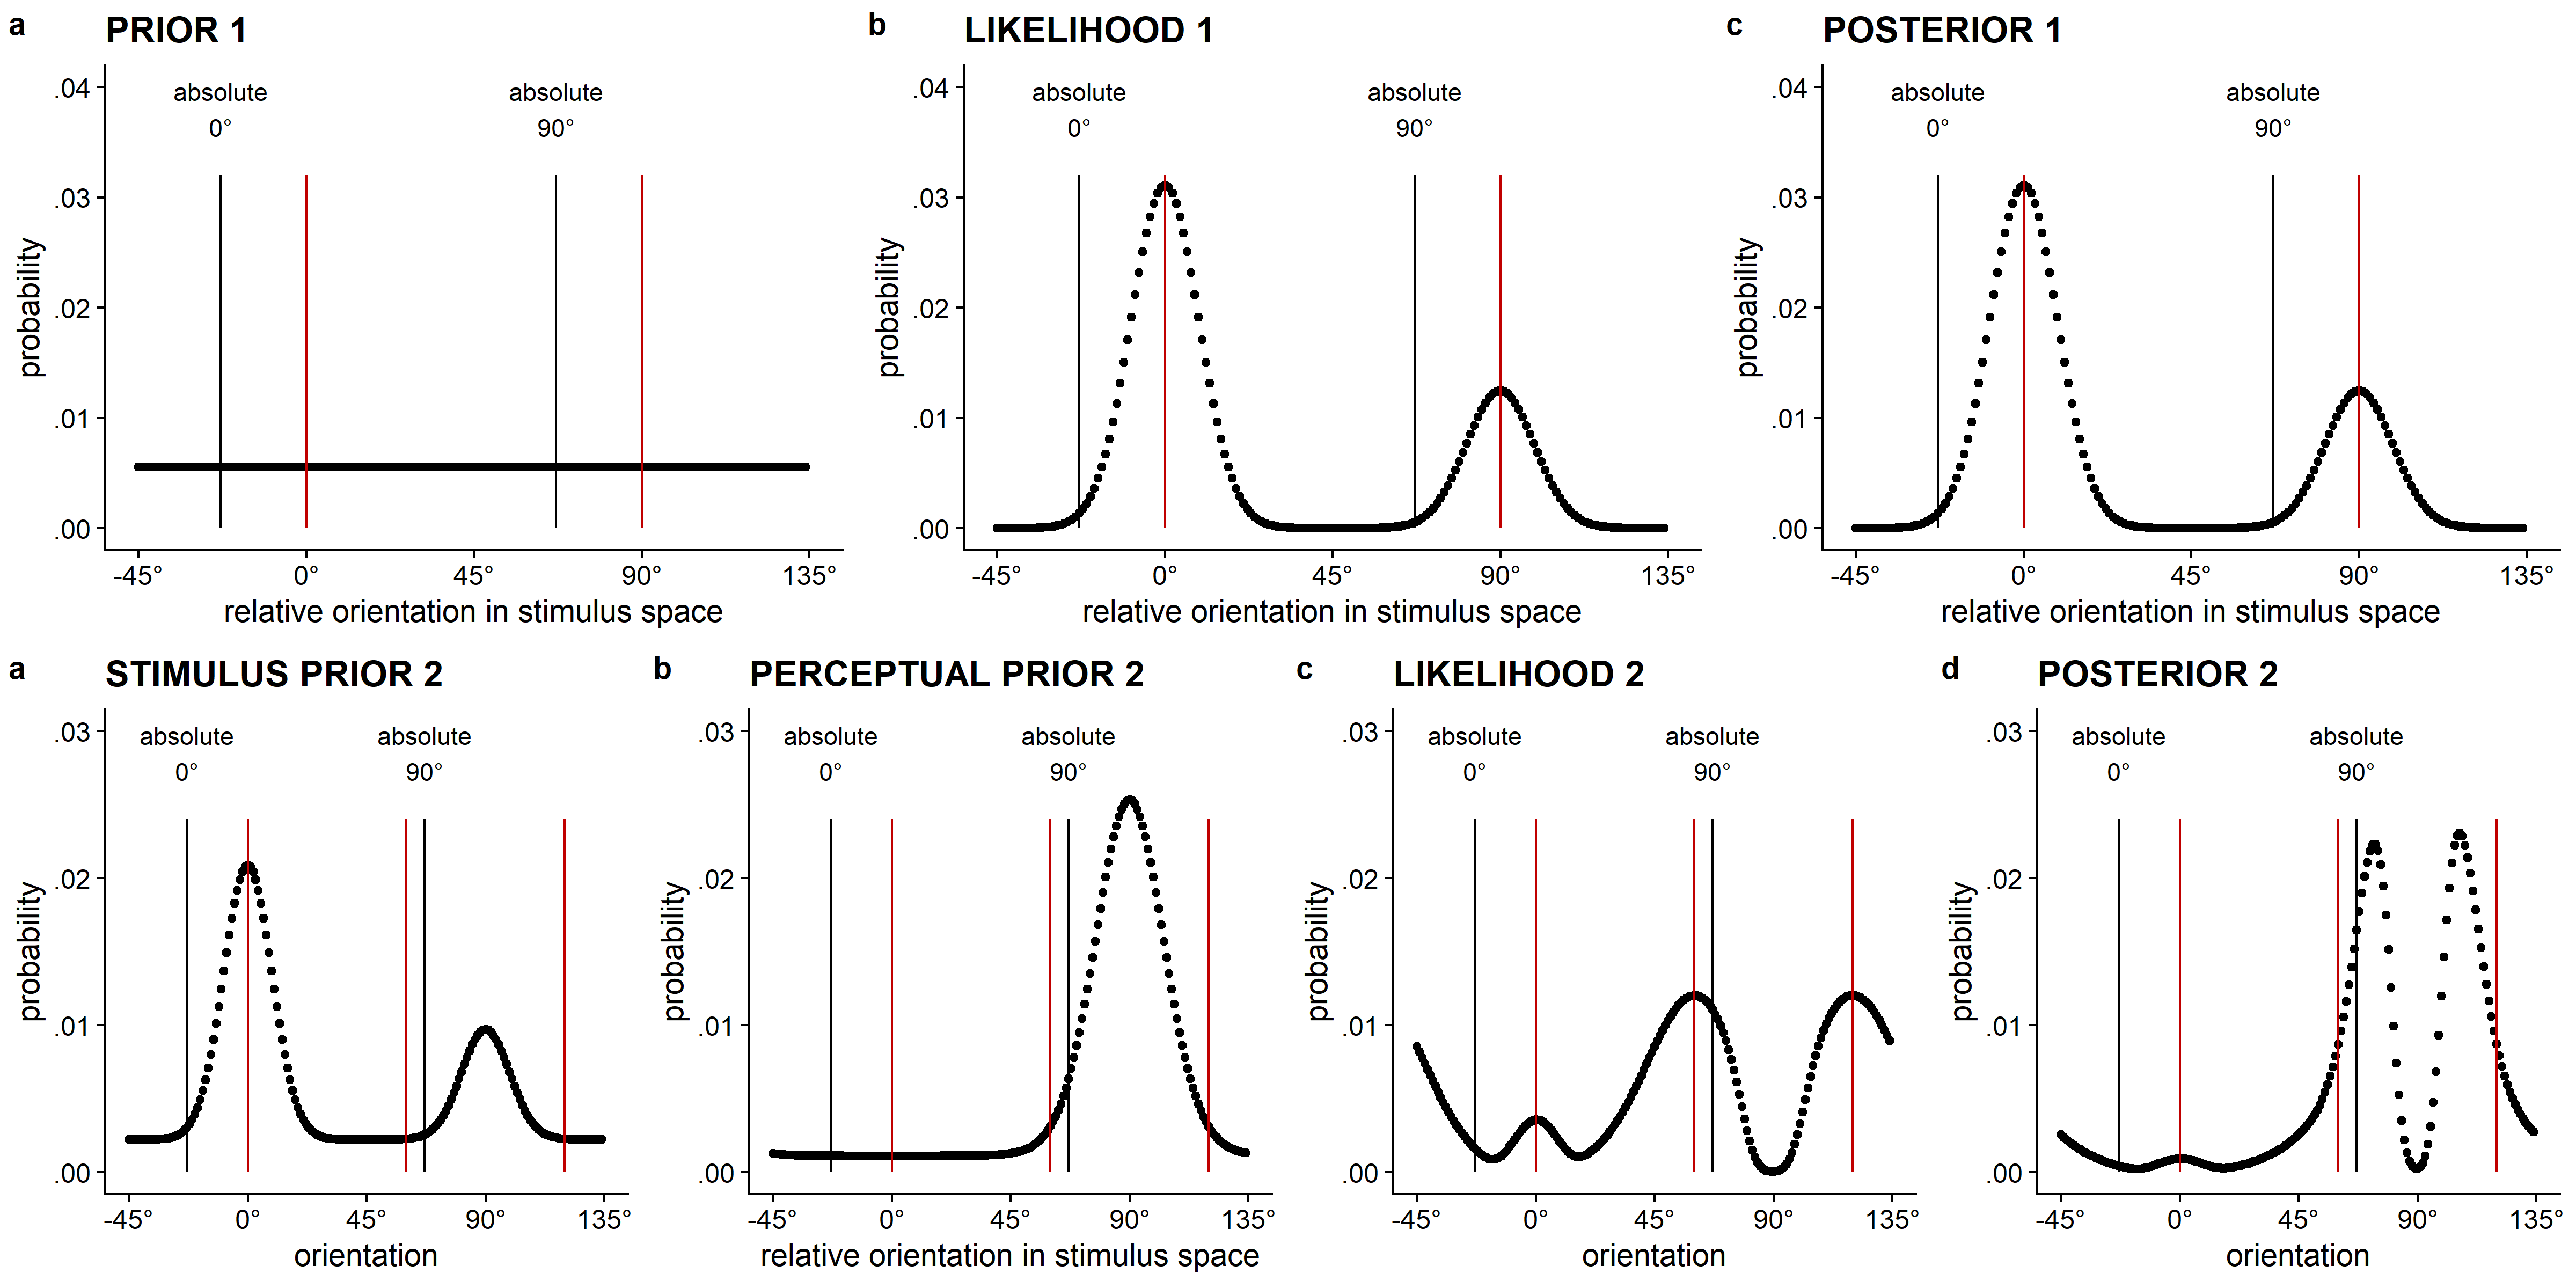 a PRIOR 1
.04
.03
.02
.01
.00
probability
absolute
0°
absolute
90°
-45° 0° 45° 90° 135°
relative orientation in stimulus space
b LIKELIHOOD 1
.04
.03
.02
.01
.00
probability
absolute
0°
absolute
90°
-45° 0° 45° 90° 135°
relative orientation in stimulus space
c POSTERIOR 1
.04
.03
.02
.01
.00
probability
absolute
0°
absolute
90°
-45° 0° 45° 90° 135°
relative orientation in stimulus space
a STIMULUS PRIOR 2
.03
.02
.01
.00
probability
absolute
0°
absolute
90°
-45° 0° 45° 90° 135°
orientation
b PERCEPTUAL PRIOR 2
.03
.02
.01
.00
probability
absolute
0°
absolute
90°
-45° 0° 45° 90° 135°
relative orientation in stimulus space
c LIKELIHOOD 2
.03
.02
.01
.00
probability
absolute
0°
absolute
90°
-45° 0° 45° 90° 135°
orientation
d POSTERIOR 2
.03
.02
.01
.00
probability
absolute
0°
absolute
90°
-45° 0° 45° 90° 135°
orientation